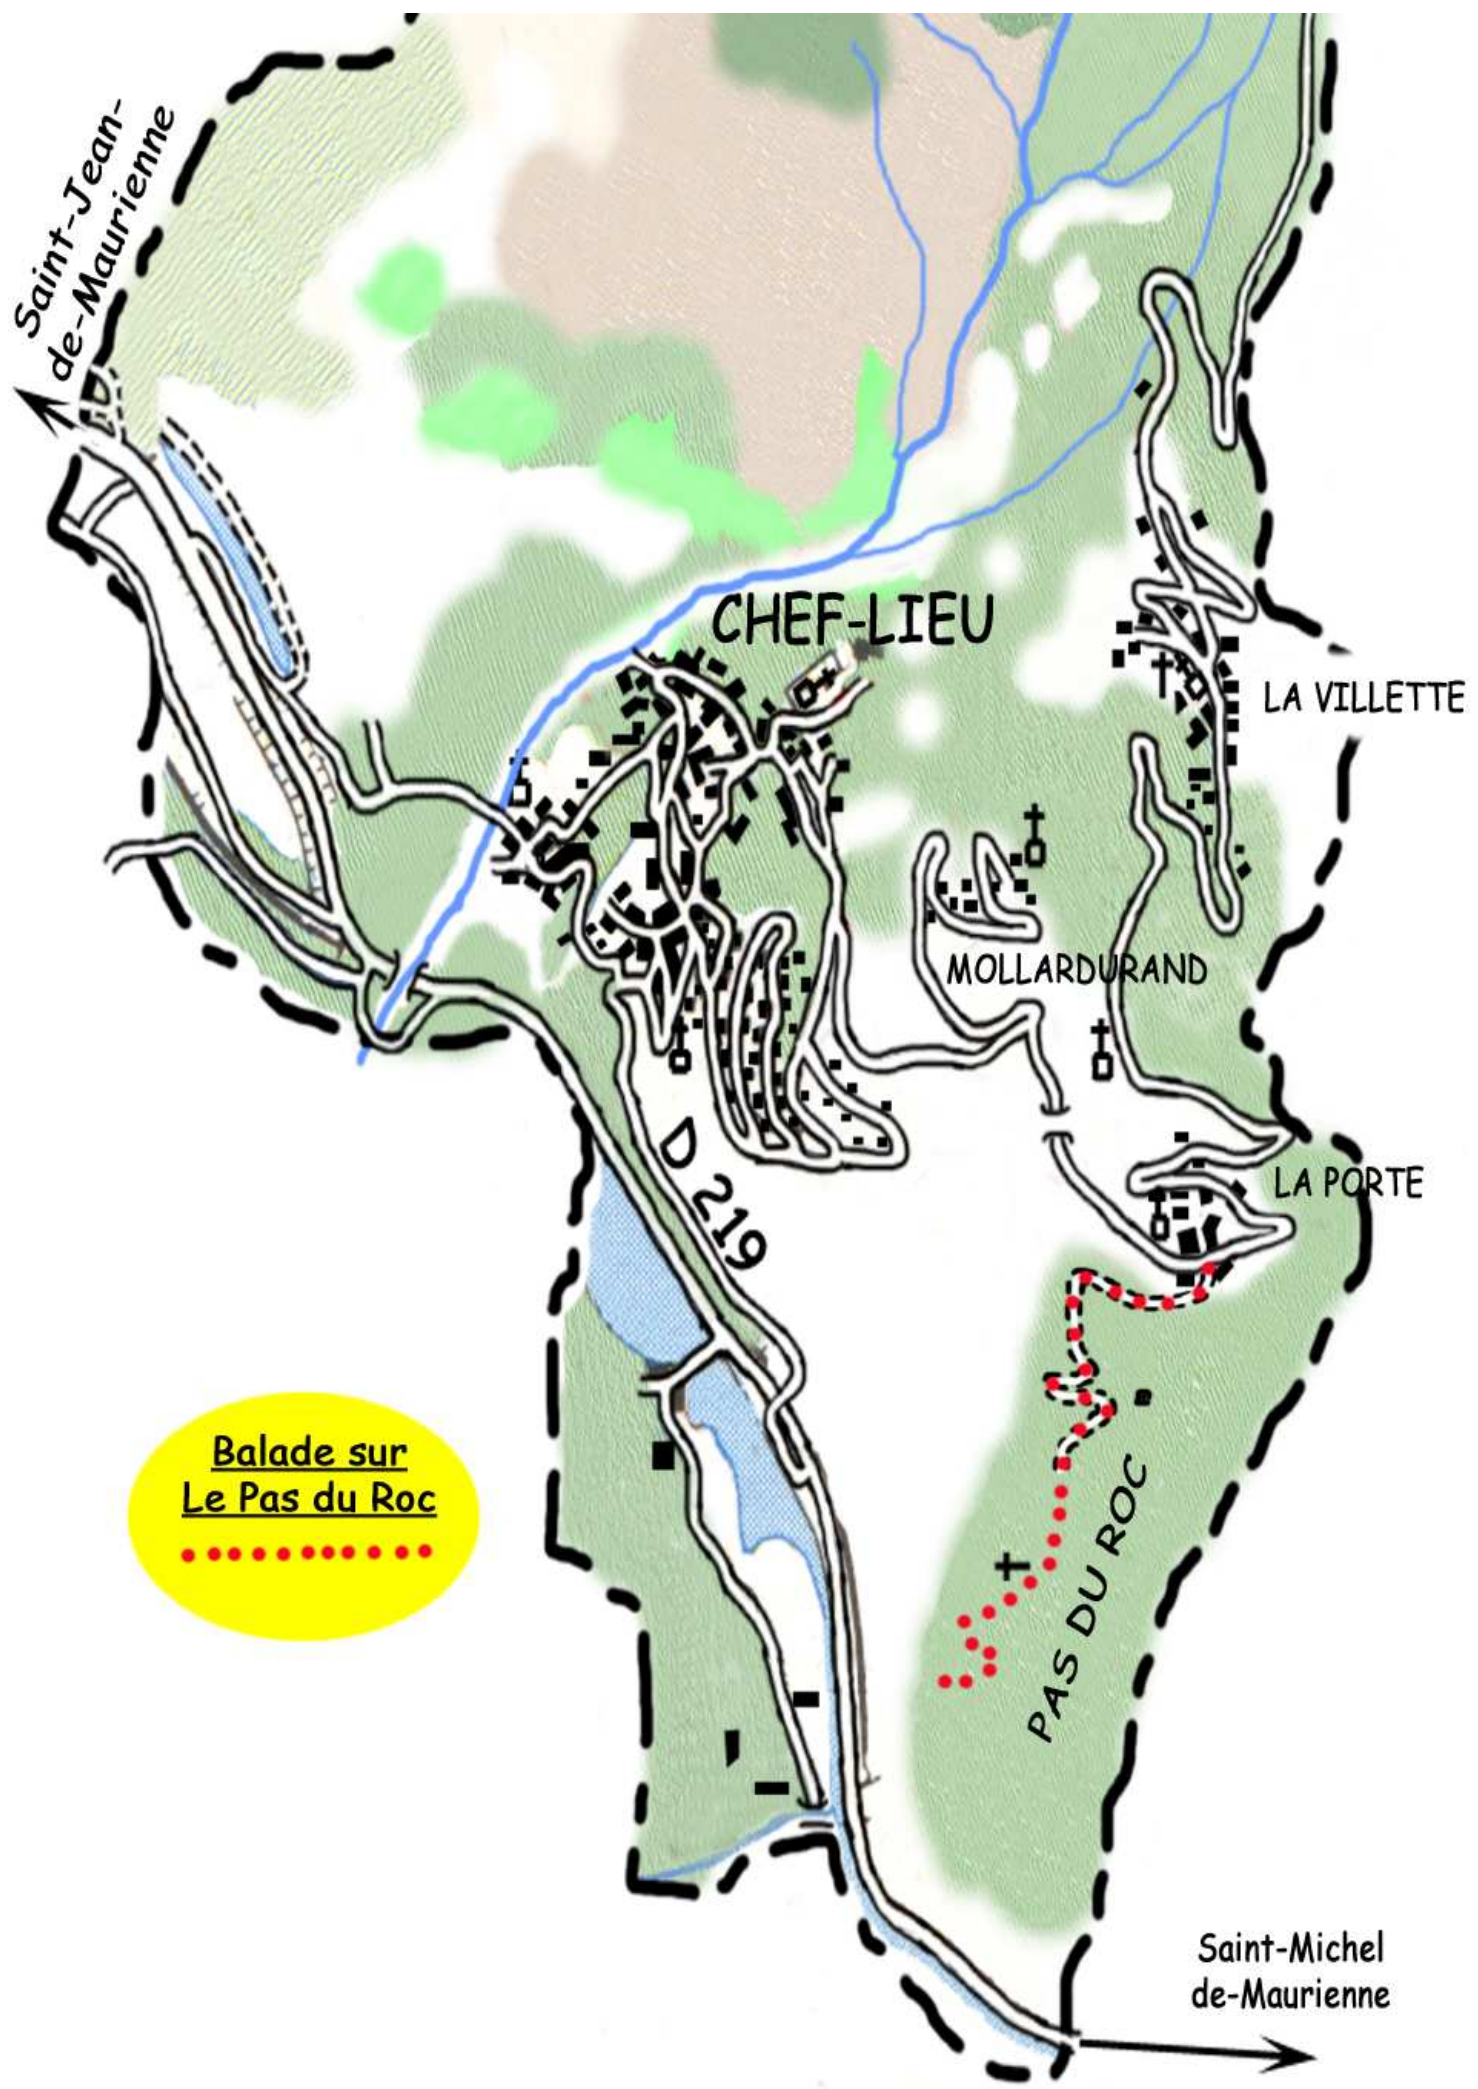 Saint-Jean-
de-Maurienne
CHEF-LIEU
LA VILLETTE
MOLLARDURAND
D 219
LA PORTE
Balade sur
Le Pas du Roc
PAS DU ROC
Saint-Michel
de-Maurienne